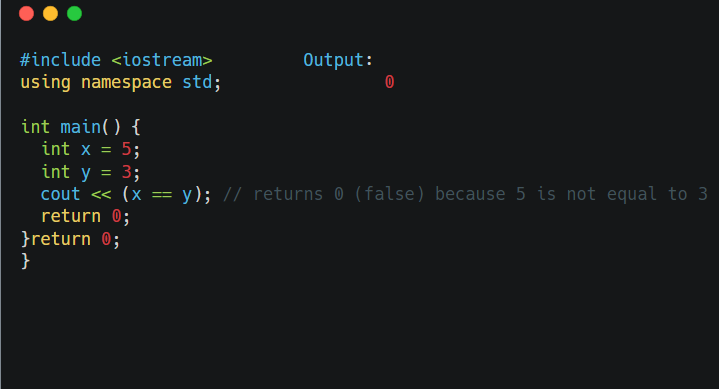 #include <iostream>         Output:
using namespace std;                0

int main() {
  int x = 5;
  int y = 3;
  cout << (x == y); // returns 0 (false) because 5 is not equal to 3
  return 0;
}return 0;
}